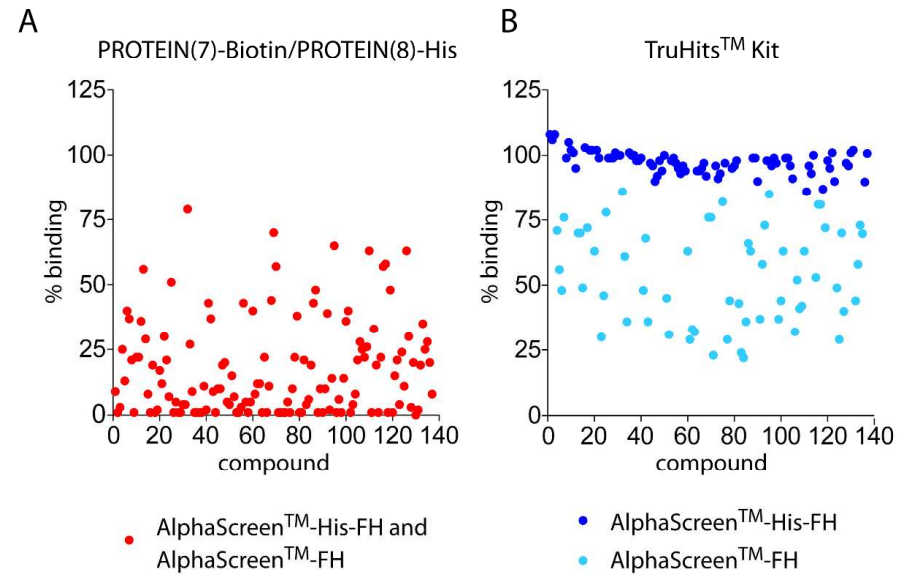 A
PROTEIN(7)-Biotin/PROTEIN(8)-His
125
100
75
50
25
0
% binding
0 20 40 60 80 100 120 140
compound
AlphaScreen™-His-FH and
AlphaScreen™-FH
B
TruHits™ Kit
125
100
75
50
25
0
% binding
0 20 40 60 80 100 120 140
compound
AlphaScreen™-His-FH
AlphaScreen™-FH